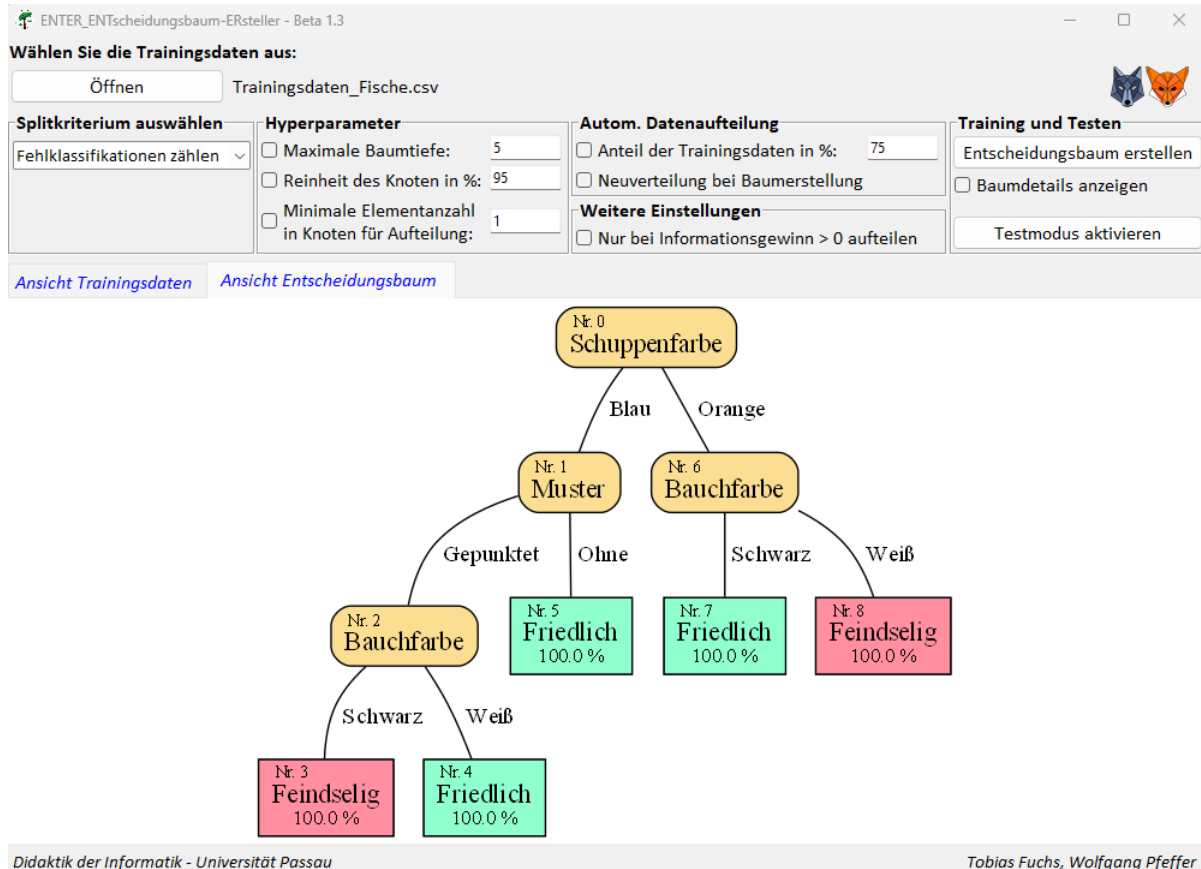 ENTER_ENTscheidungsbaum-ERsteller - Beta 1.3
Wählen Sie die Trainingsdaten aus:
Öffnen Trainingsdaten_Fische.csv
Splitkriterium auswählen
Fehlklassifikationen zählen
Hyperparameter
Maximale Baumtiefe: 5
Reinheit des Knoten in %: 95
Minimale Elementanzahl
in Knoten für Aufteilung: 1
Autom. Datenaufteilung
Anteil der Trainingsdaten in %: 75
Neuverteilung bei Baumerstellung
Weitere Einstellungen
Nur bei Informationsgewinn > 0 aufteilen
Training und Testen
Entscheidungsbaum erstellen
Baumdetails anzeigen
Testmodus aktivieren
Ansicht Trainingsdaten Ansicht Entscheidungsbaum
Nr. 0
Schuppenfarbe
Blau Orange
Nr. 1
Muster
Nr. 6
Bauchfarbe
Gepunktet Ohne Schwarz Weiß
Nr. 2
Bauchfarbe
Nr. 5
Friedlich
100.0 %
Nr. 7
Friedlich
100.0 %
Nr. 8
Feindselig
100.0 %
Schwarz Weiß
Nr. 3
Feindselig
100.0 %
Nr. 4
Friedlich
100.0 %
Didaktik der Informatik - Universität Passau Tobias Fuchs, Wolfgang Pfeffer